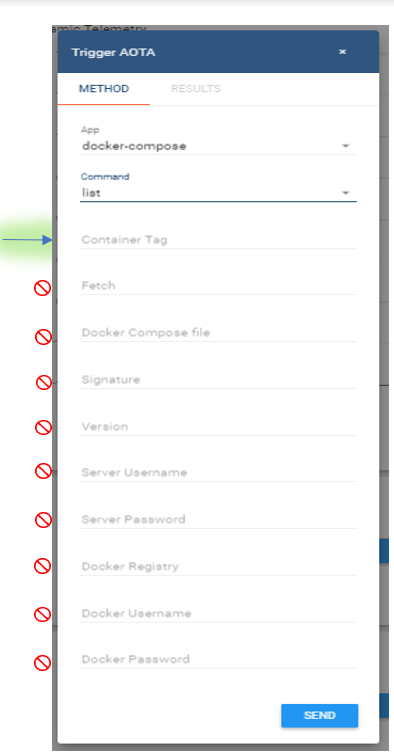 smic Telemetry
Trigger AOTA ×
METHOD RESULTS
App
docker-compose
Command
list
Container Tag
Fetch
Docker Compose file
Signature
Version
Server Username
Server Password
Docker Registry
Docker Username
Docker Password
SEND